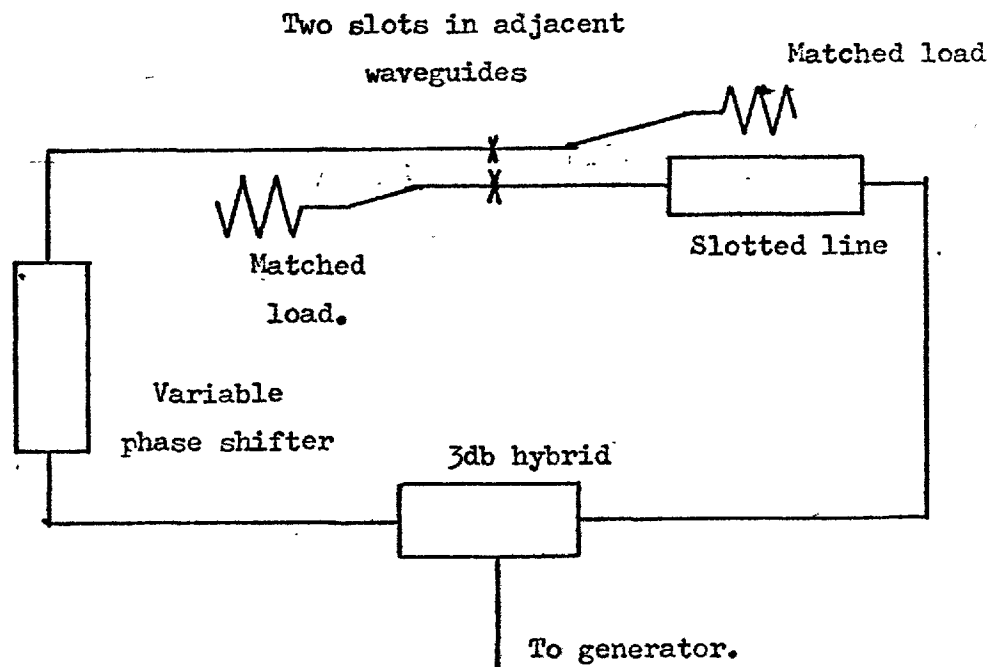 Two slots in adjacent
waveguides
Matched load
Slotted line
Matched
load.
Variable
phase shifter
3db hybrid
To generator.